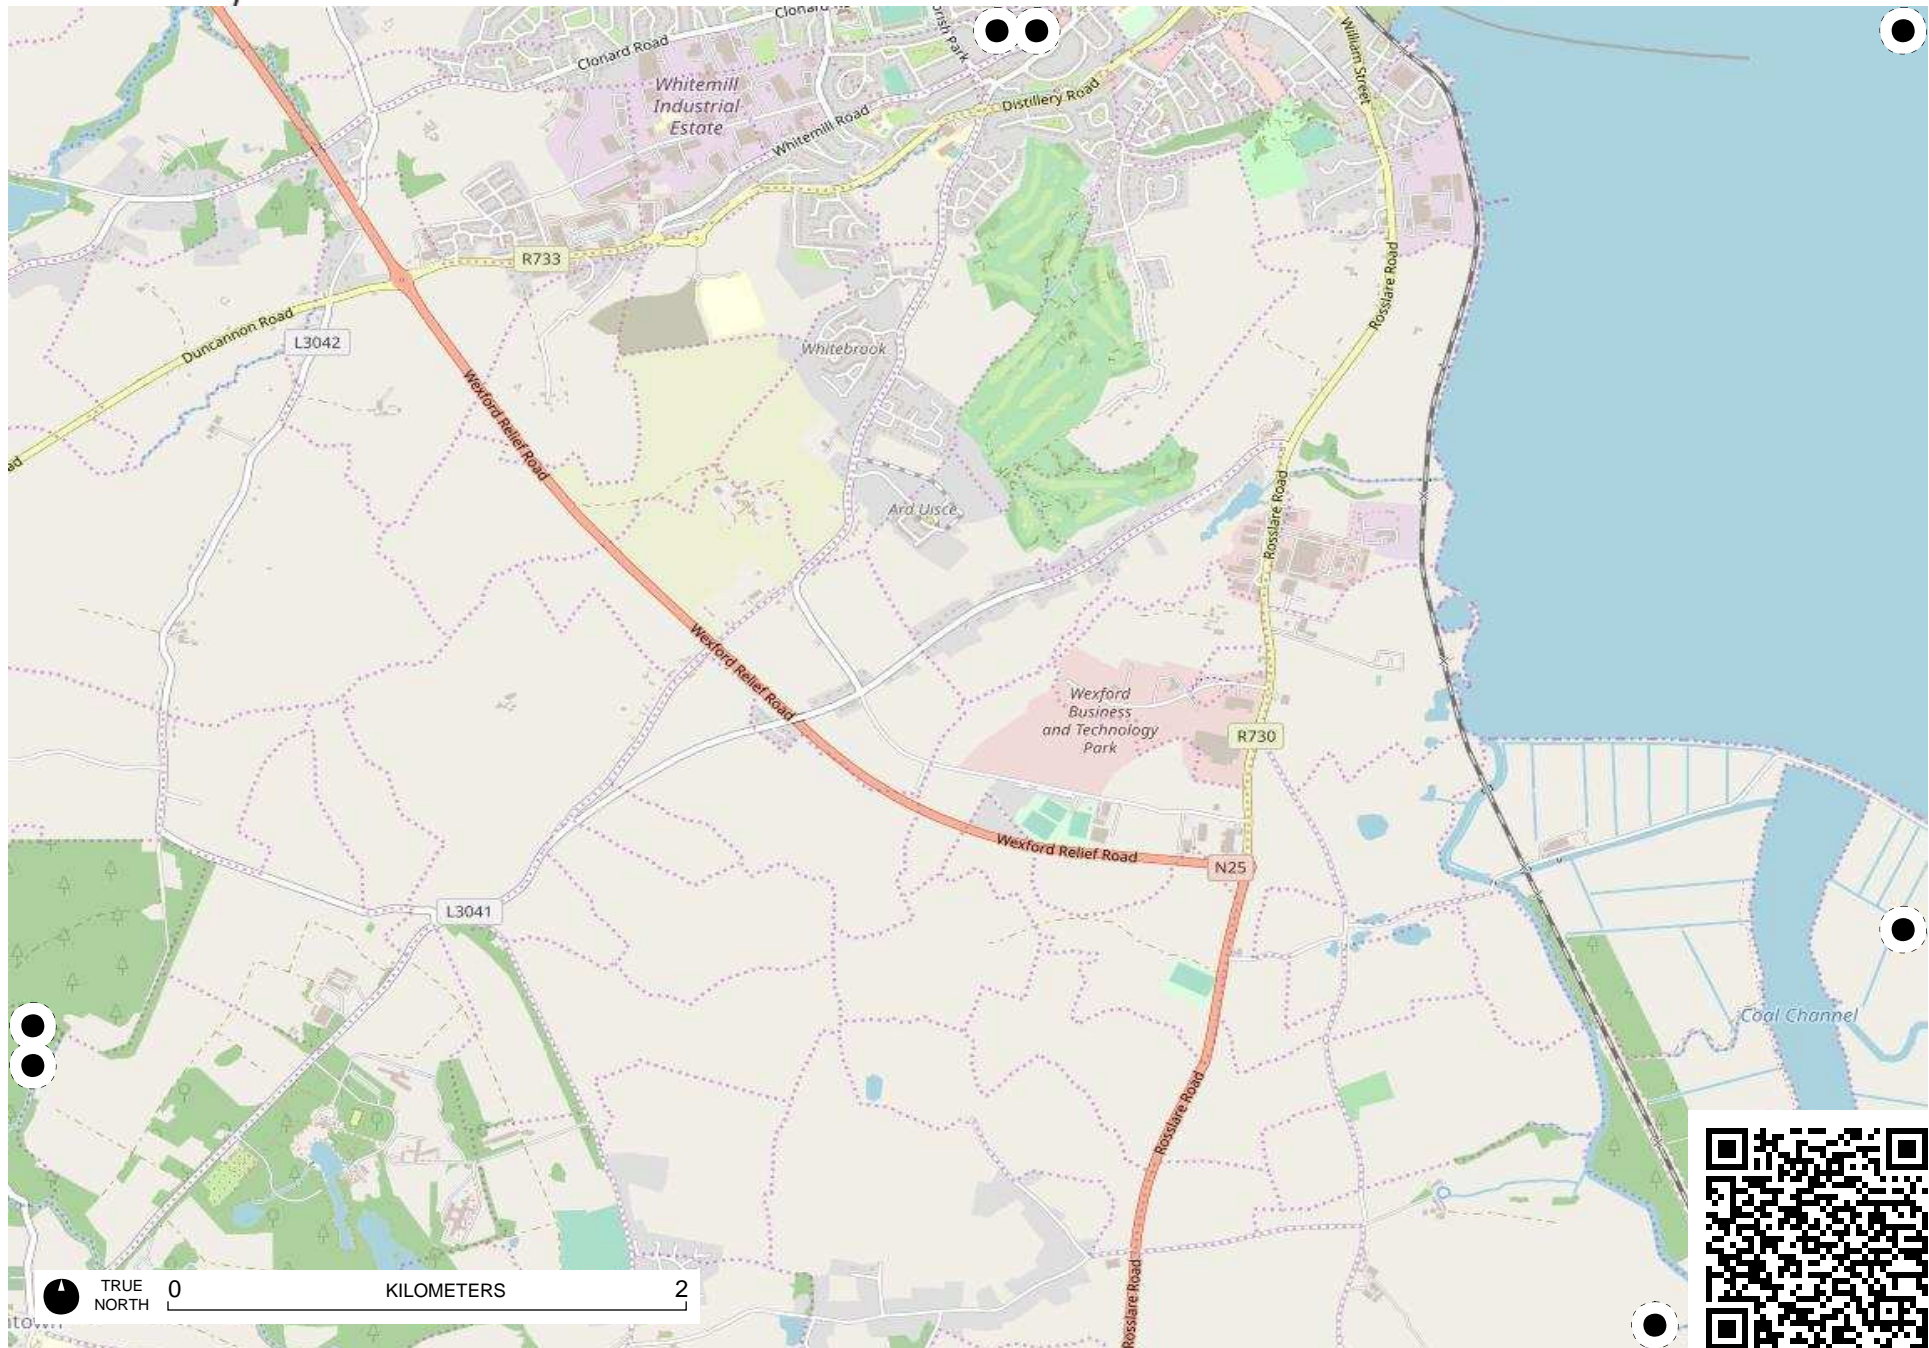 Clonard Road
William Street
Whitemill
Industrial
Estate
Distillery Road
Whitemill Road
R733
Rosslare Road
Duncannon Road
L3042
Whitebrook
Wexford Relief Road
Rosslare Road
Ard Uisce
Wexford Relief Road
Wexford
Business
and Technology
Park
R730
Wexford Relief Road
N25
L3041
Coal Channel
Rosslare Road
Rosslare Road
TRUE
NORTH
0 KILOMETERS 2